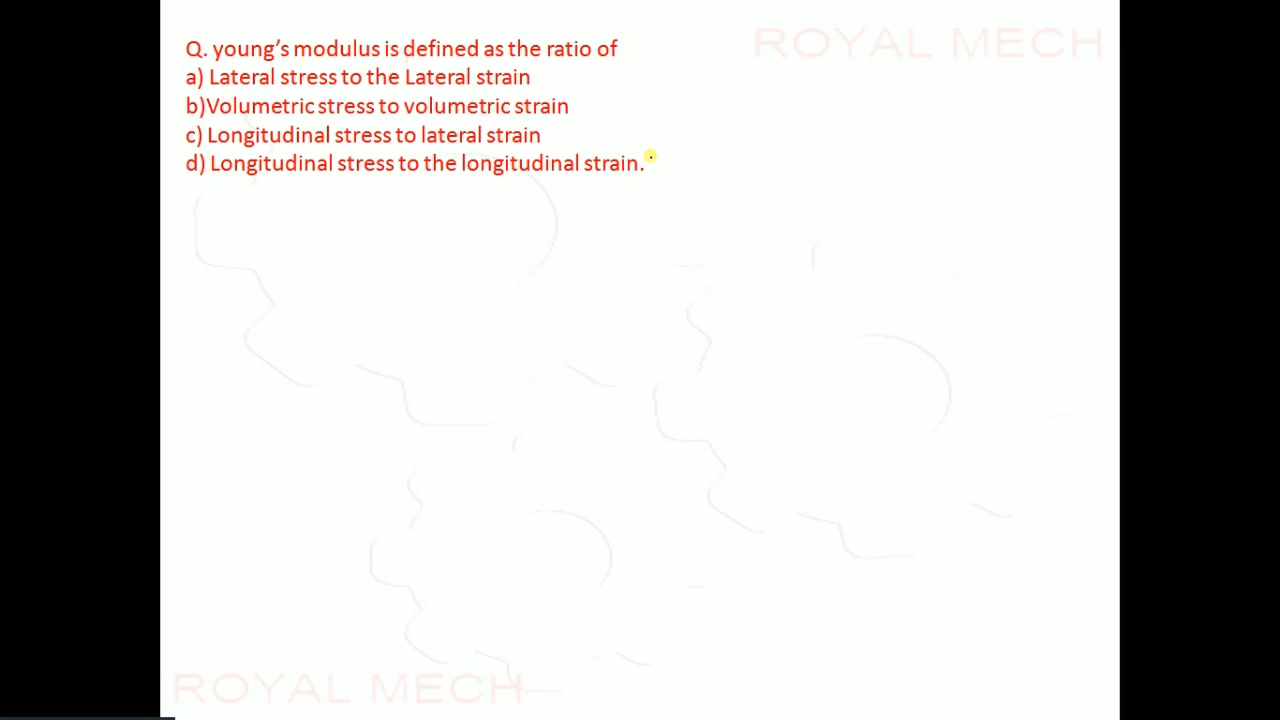 ROYAL MECH
Q. young's modulus is defined as the ratio of
a) Lateral stress to the Lateral strain
b)Volumetric stress to volumetric strain
c) Longitudinal stress to lateral strain
d) Longitudinal stress to the longitudinal strain.
ROYAL MECH